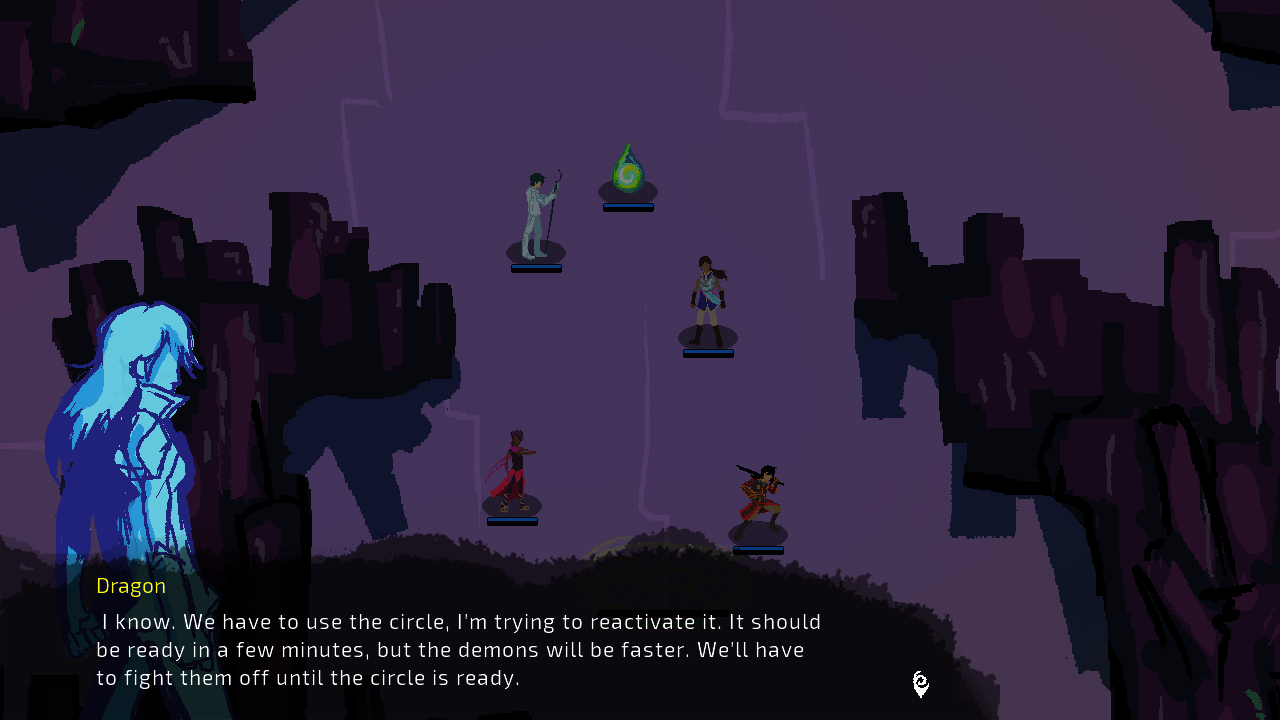 Dragon
I know. We have to use the circle, I'm trying to reactivate it. It should
be ready in a few minutes, but the demons will be faster. We'll have
to fight them off until the circle is ready.